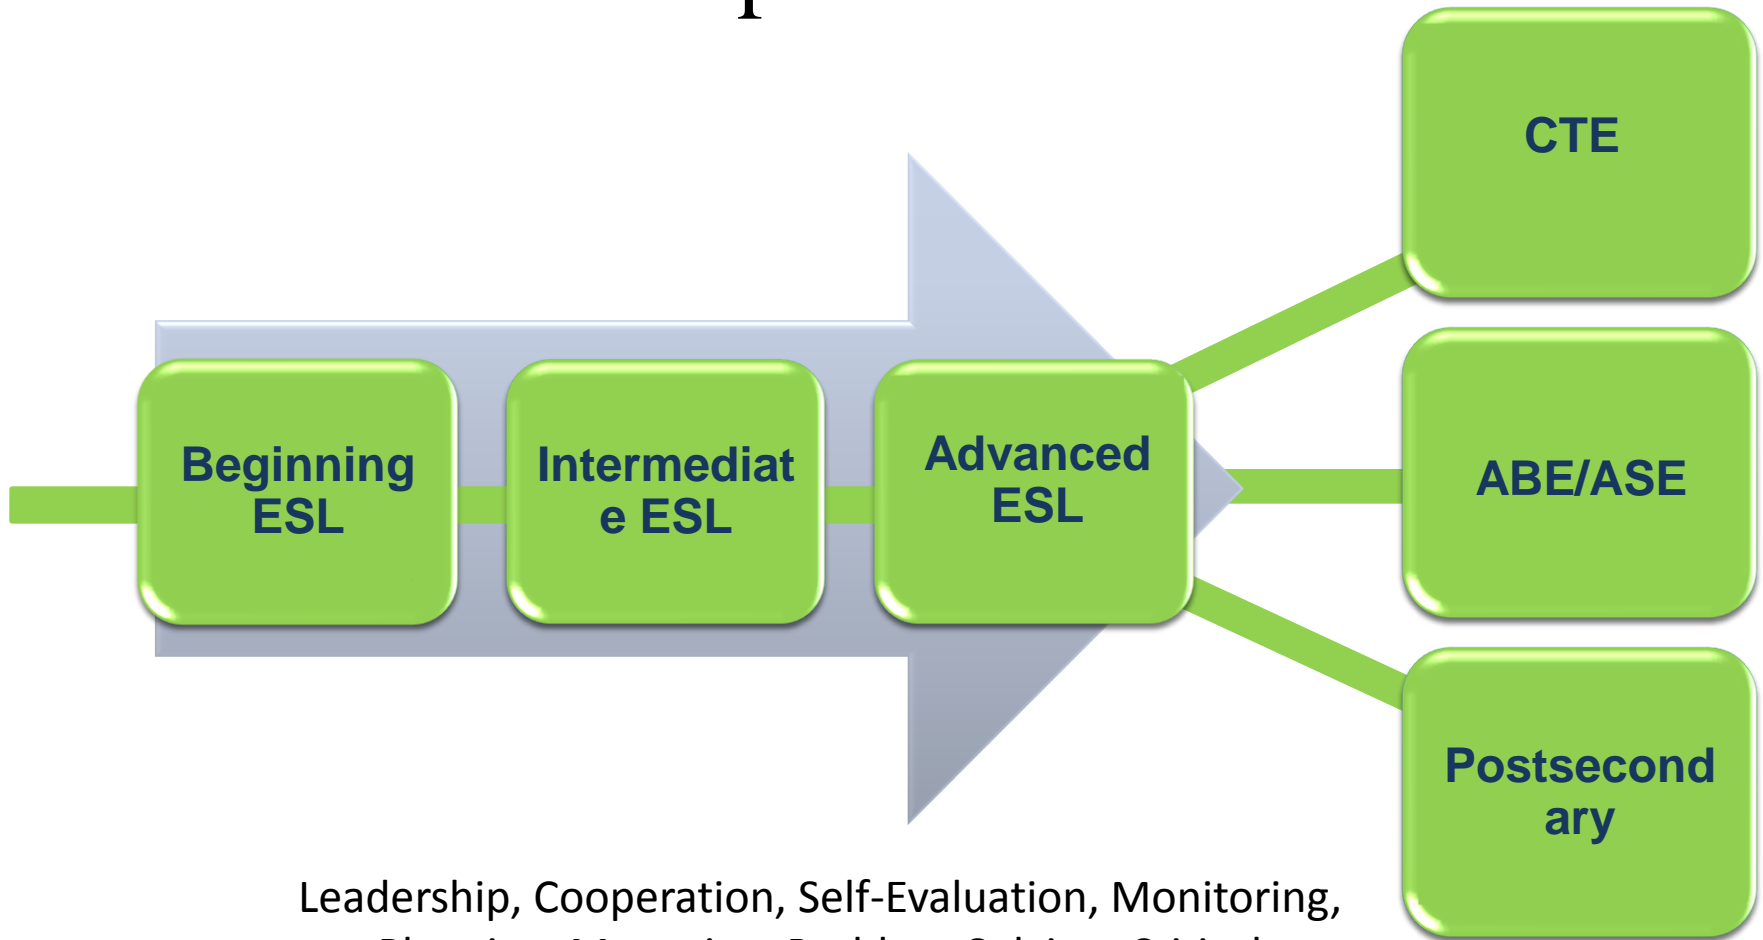 Beginning
ESL
Intermediat
e ESL
Advanced
ESL
CTE
ABE/ASE
Postsecond
ary
Leadership, Cooperation, Self-Evaluation, Monitoring,